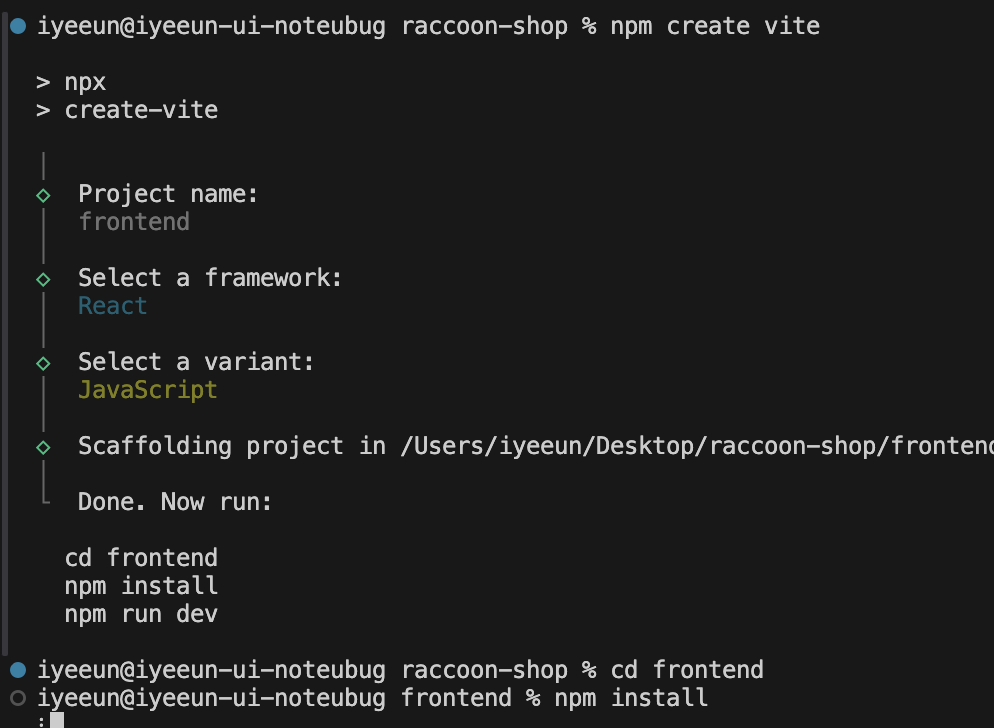 iyeeun@iyeeun-ui-noteubug raccoon-shop % npm create vite
> npx
> create-vite
Project name:
frontend
Select a framework:
React
Select a variant:
JavaScript
Scaffolding project in /Users/iyeeun/Desktop/raccoon-shop/frontend
Done. Now run:
cd frontend
npm install
npm run dev
iyeeun@iyeeun-ui-noteubug raccoon-shop % cd frontend
iyeeun@iyeeun-ui-noteubug frontend % npm install